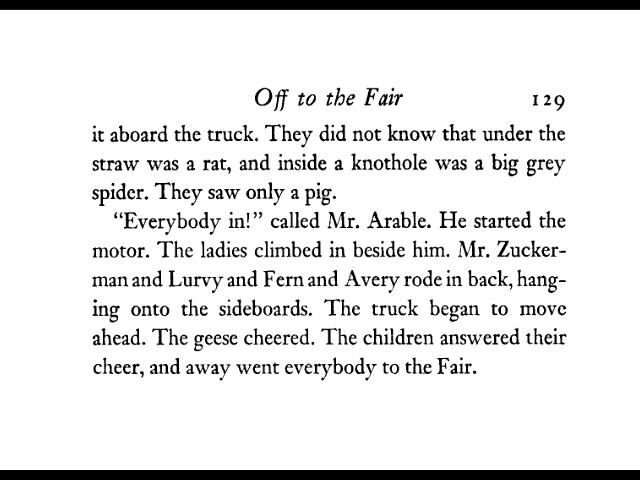 Off to the Fair 129
it aboard the truck. They did not know that under the
straw was a rat, and inside a knothole was a big grey
spider. They saw only a pig.
“Everybody in!” called Mr. Arable. He started the
motor. The ladies climbed in beside him. Mr. Zucker-
man and Lurvy and Fern and Avery rode in back, hang-
ing onto the sideboards. The truck began to move
ahead. The geese cheered. The children answered their
cheer, and away went everybody to the Fair.